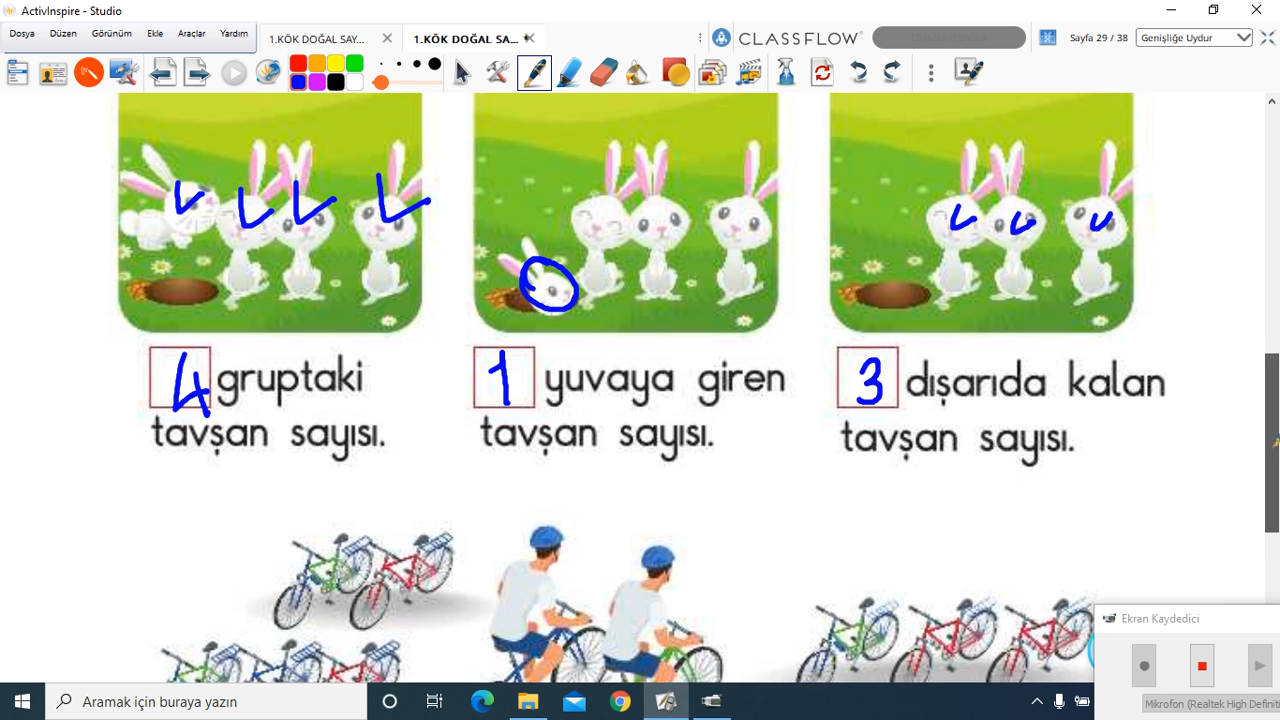 ActivInspire - Studio
Dosya Düzen Görünüm Ekle Araçlar Yardım
1.KÖK DOĞAL SAY...
1.KÖK DOĞAL SA...
CLASSFLOW
Sayfa 29 / 38
Genişliğe Uydur
4 gruptaki
tavşan sayısı.
1 yuvaya giren
tavşan sayısı.
3 dışarıda kalan
tavşan sayısı.
Ekran Kaydedici
Mikrofon (Realtek High Definit
Aramak için buraya yazın